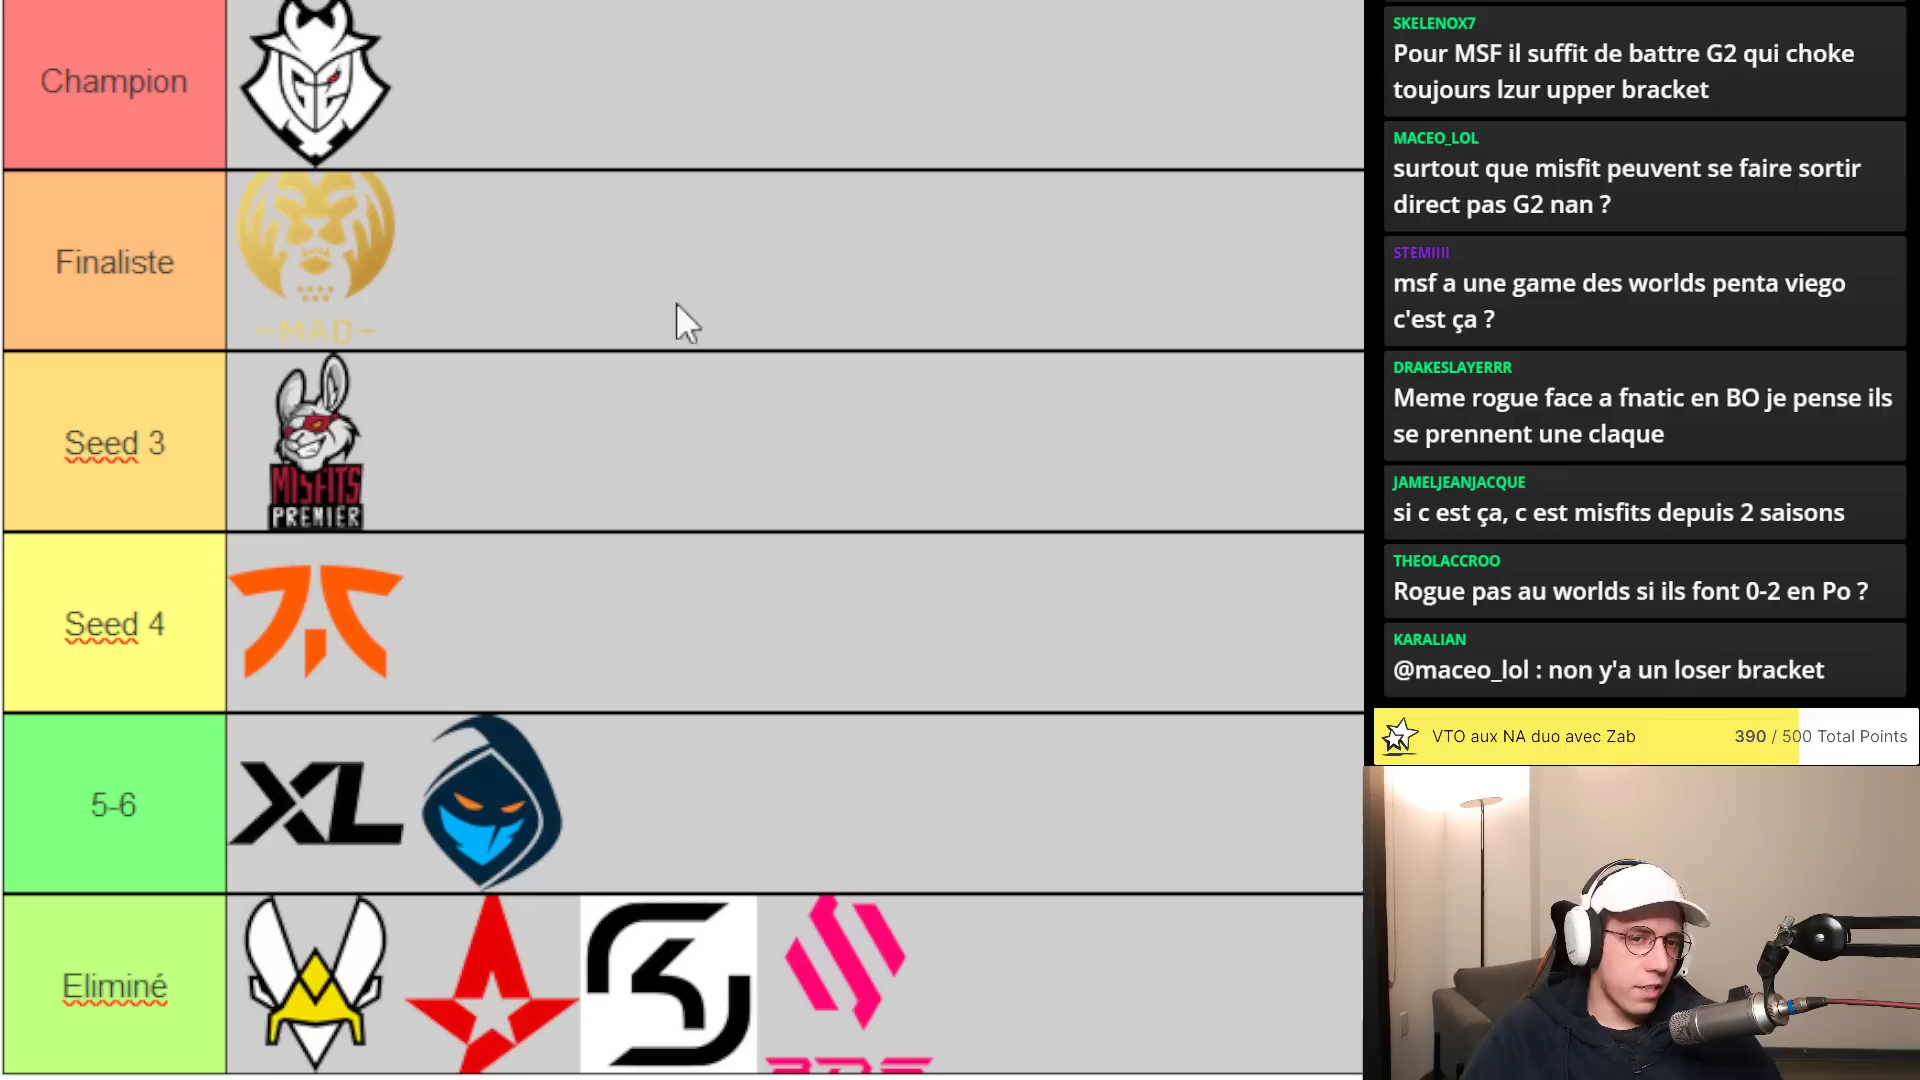 Champion
G2
Finaliste
MAD
Seed 3
MISFITS
PREMIER
Seed 4
5-6
XL
Eliminé
SKELENOX7
Pour MSF il suffit de battre G2 qui choke
toujours lzur upper bracket
MACEO_LOL
surtout que misfit peuvent se faire sortir
direct pas G2 nan ?
STEMIIII
msf a une game des worlds penta viego
c'est ça ?
DRAKESLAYERRR
Meme rogue face a fnatic en BO je pense ils
se prennent une claque
JAMELJEANJACQUE
si c est ça, c est misfits depuis 2 saisons
THEOLACCROO
Rogue pas au worlds si ils font 0-2 en Po ?
KARALIAN
@maceo_lol : non y'a un loser bracket
VTO aux NA duo avec Zab 390 / 500 Total Points